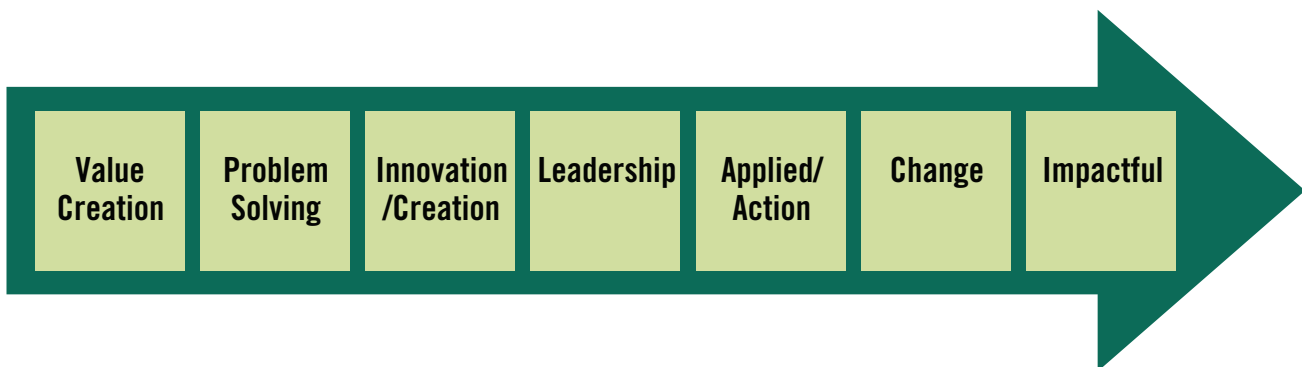 Value
Creation
Problem
Solving
Innovation
/Creation
Leadership
Applied/
Action
Change
Impactful